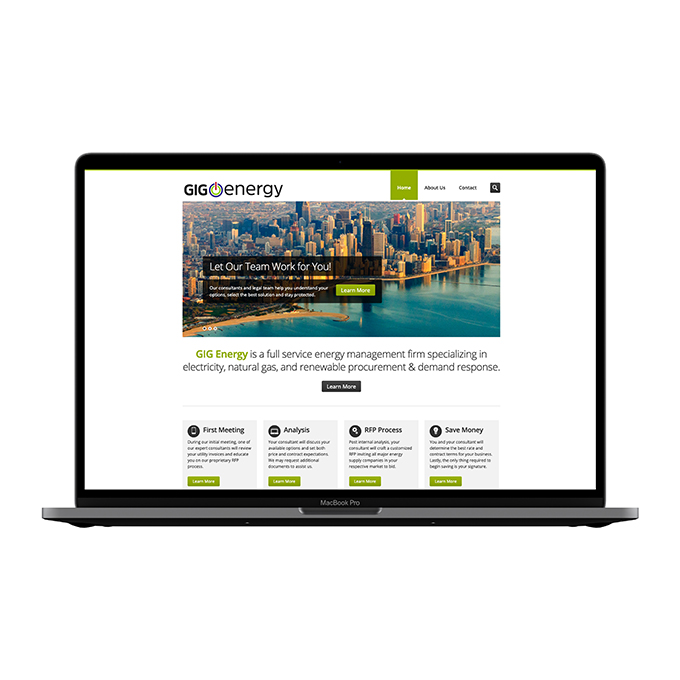 GIG energy
Home About Us Contact
Let Our Team Work for You!
Our consultants and legal team help you understand your
options, select the best solution and stay protected.
Learn More
GIG Energy is a full service energy management firm specializing in
electricity, natural gas, and renewable procurement & demand response.
Learn More
First Meeting
During our initial meeting, one of
our expert consultants will review
your utility invoices and educate
you on our proprietary RFP
process.
Learn More
Analysis
Your consultant will discuss your
available options and set both
price and contract expectations.
We may request additional
documents to assist us.
Learn More
RFP Process
Post internal analysis, your
consultant will craft a customized
RFP inviting all major energy
supply companies in your
respective market to bid.
Learn More
Save Money
You and your consultant will
determine the best rate and
contract terms for your business.
Lastly, the only thing required to
begin saving is your signature.
Learn More
MacBook Pro